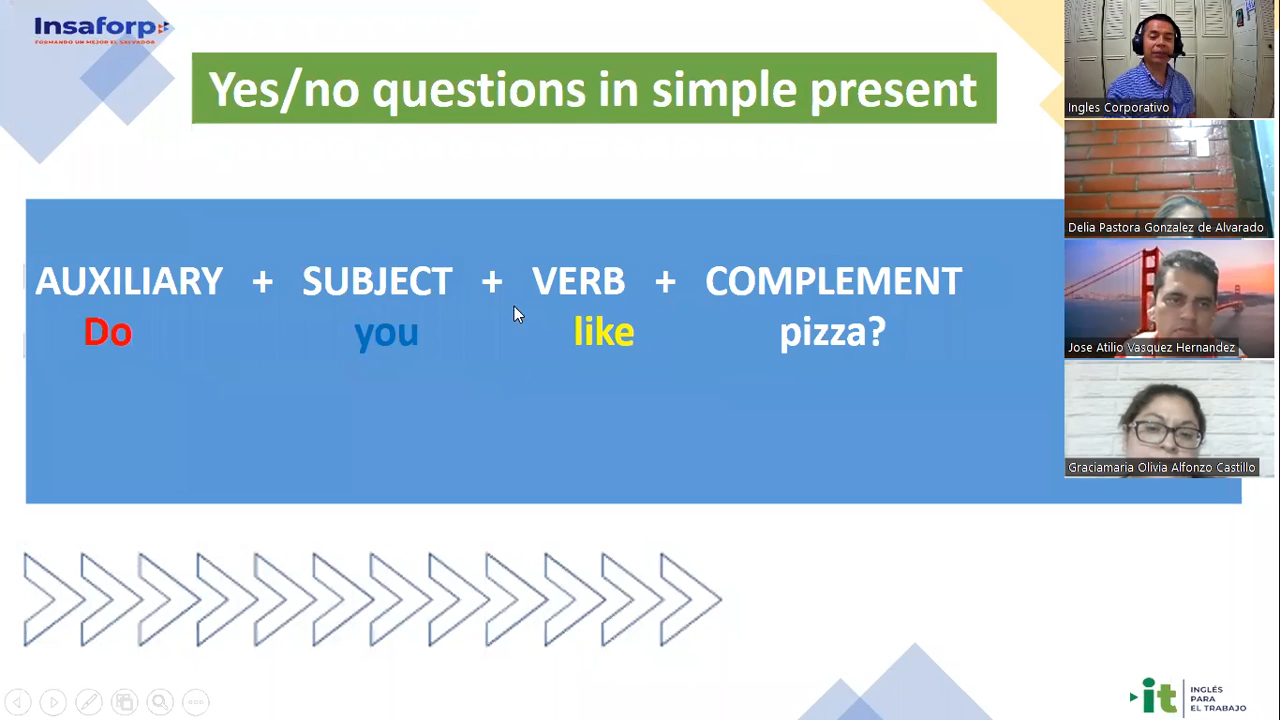 Insaforp
FORMANDO UN MEJOR EL SALVADOR
Yes/no questions in simple present
AUXILIARY + SUBJECT + VERB + COMPLEMENT
Do you like pizza?
Ingles Corporativo
Delia Pastora Gonzalez de Alvarado
Jose Atilio Vasquez Hernandez
Graciamaria Olivia Alfonzo Castillo
it
INGLÉS
PARA
EL TRABAJO